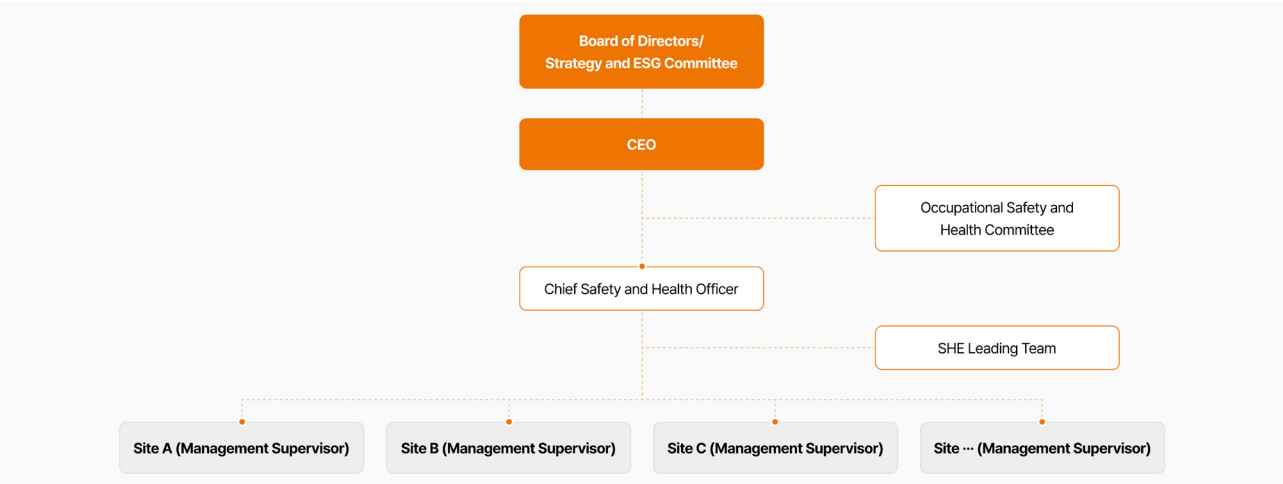 Board of Directors/
Strategy and ESG Committee
CEO
Occupational Safety and
Health Committee
Chief Safety and Health Officer
SHE Leading Team
Site A (Management Supervisor)
Site B (Management Supervisor)
Site C (Management Supervisor)
Site ··· (Management Supervisor)